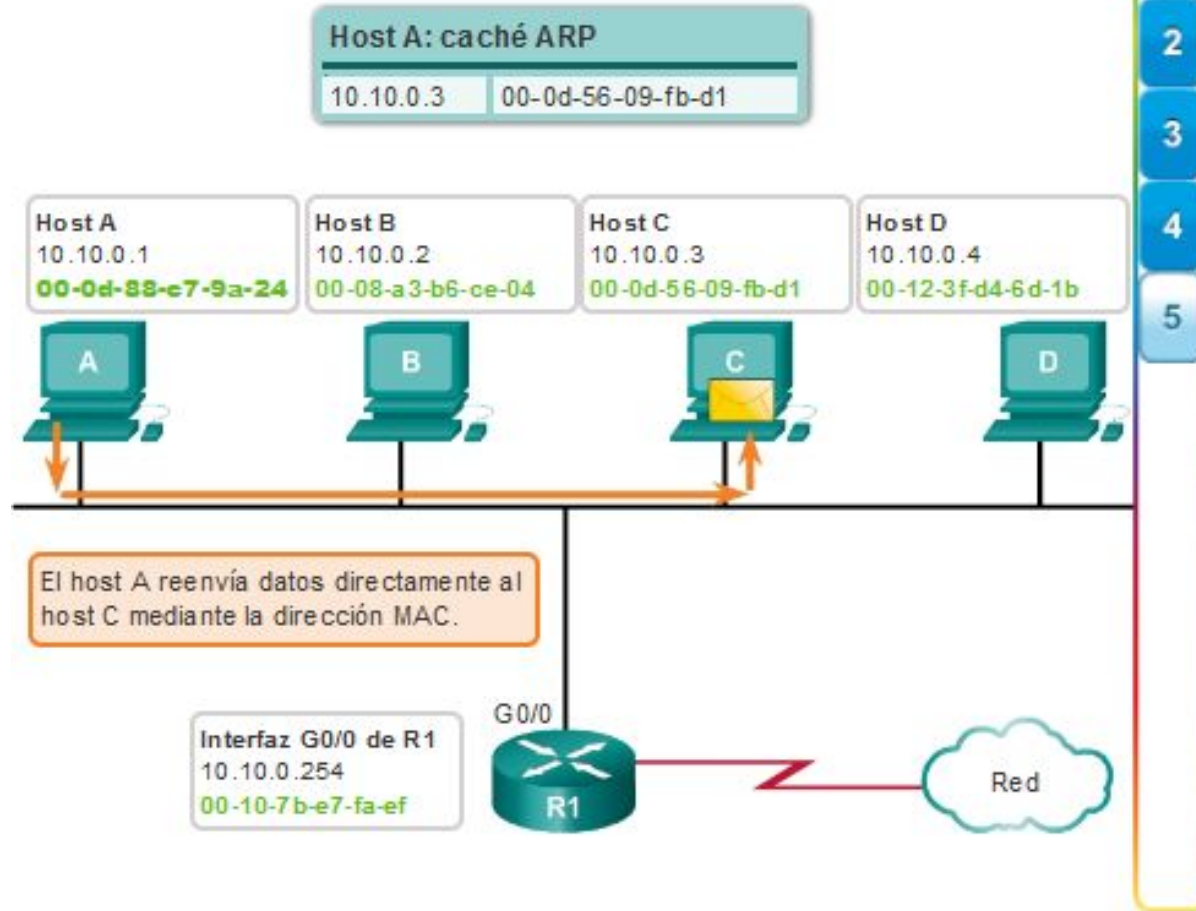 Host A: caché ARP
10.10.0.3 00-0d-56-09-fb-d1
2
3
4
5
Host A
10.10.0.1
00-0d-88-c7-9a-24
Host B
10.10.0.2
00-08-a3-b6-ce-04
Host C
10.10.0.3
00-0d-56-09-fb-d1
Host D
10.10.0.4
00-12-3f-d4-6d-1b
A
B
C
D
El host A reenvía datos directamente al
host C mediante la dirección MAC.
G0/0
Interfaz G0/0 de R1
10.10.0.254
00-10-7b-e7-fa-ef
R1
Red